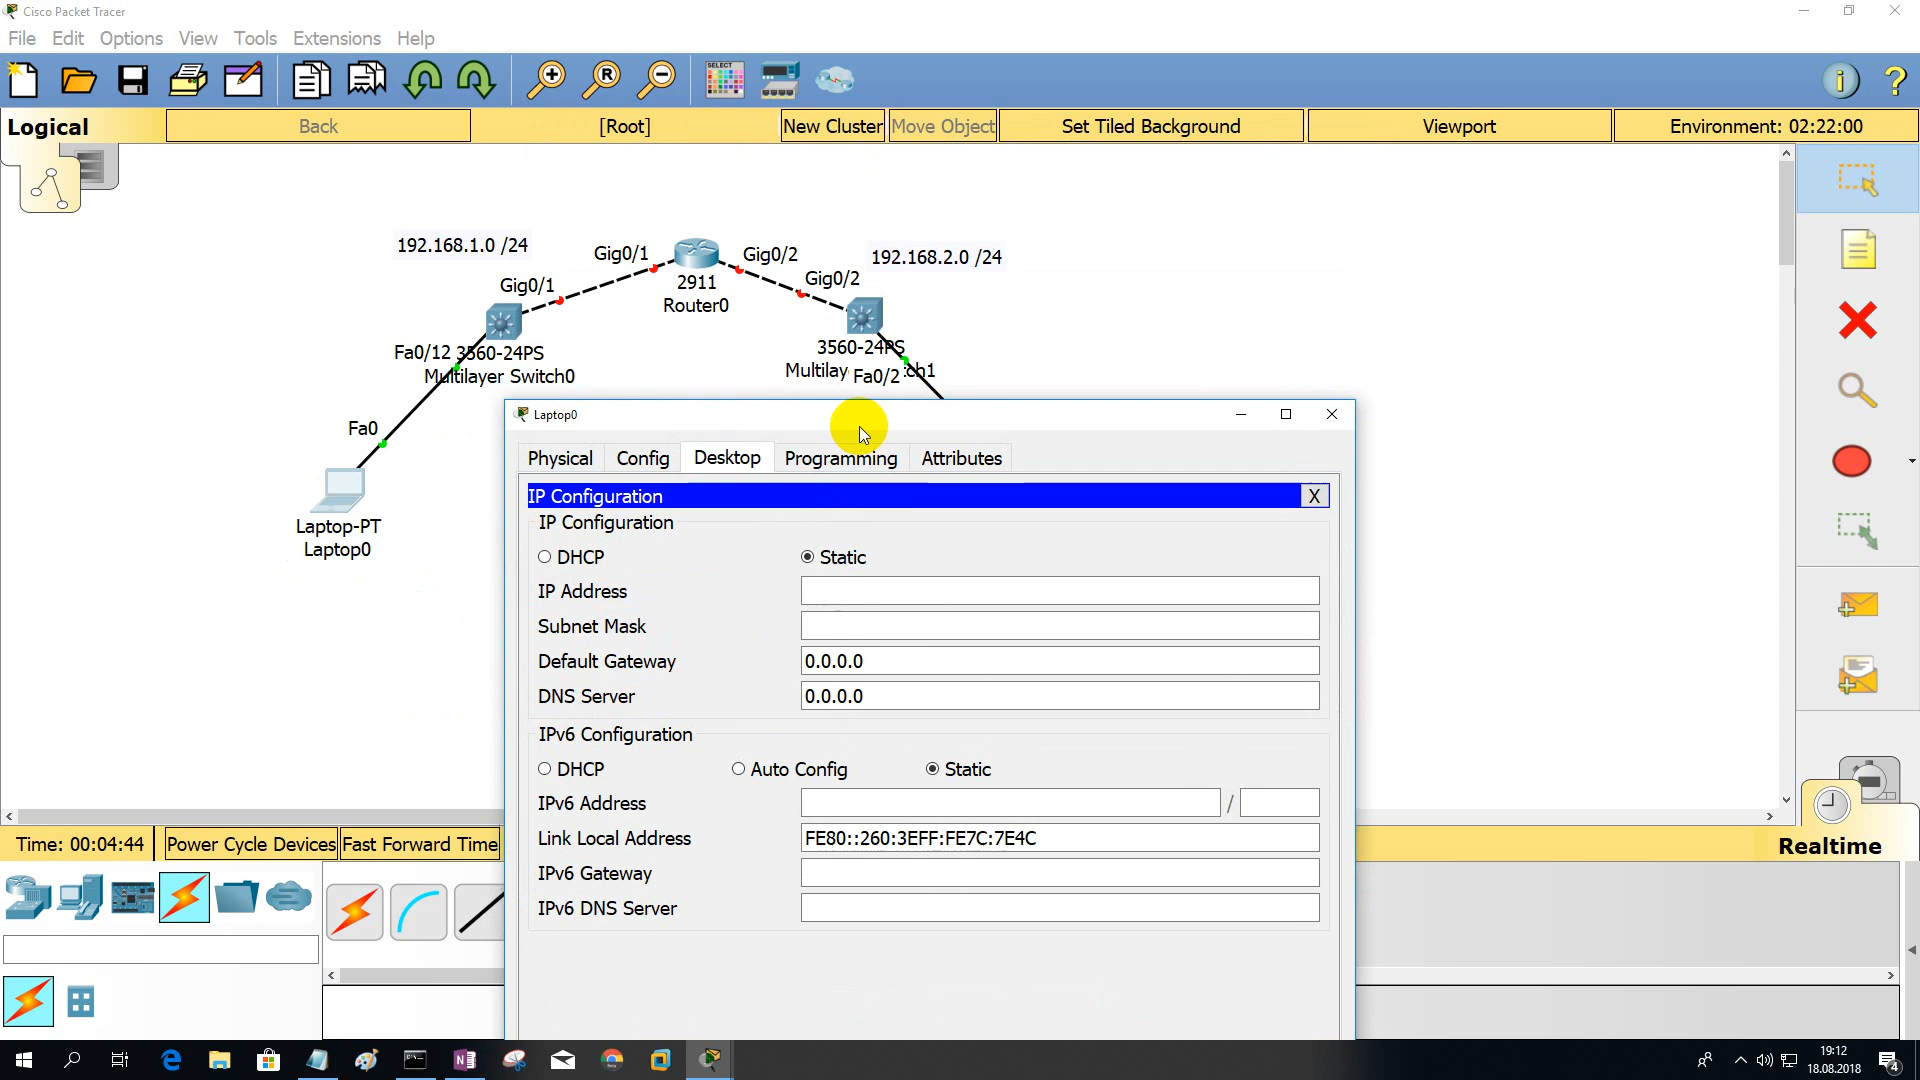 Cisco Packet Tracer
File Edit Options View Tools Extensions Help
SELECT
R
i
?
Logical
Back
[Root]
New Cluster
Move Object
Set Tiled Background
Viewport
Environment: 02:22:00
192.168.1.0 /24
Gig0/1
Gig0/2
192.168.2.0 /24
Gig0/1
2911
Gig0/2
Router0
Fa0/12 3560-24PS
3560-24PS
Multilayer Switch0
Multilay
Fa0/2
ch1
Fa0
Laptop-PT
Laptop0
Laptop0
Physical Config Desktop Programming Attributes
IP Configuration
X
IP Configuration
DHCP
Static
IP Address
Subnet Mask
Default Gateway
0.0.0.0
DNS Server
0.0.0.0
IPv6 Configuration
DHCP
Auto Config
Static
IPv6 Address
/
Link Local Address
FE80::260:3EFF:FE7C:7E4C
IPv6 Gateway
IPv6 DNS Server
Time: 00:04:44
Power Cycle Devices
Fast Forward Time
Realtime
19:12
18.08.2018
4